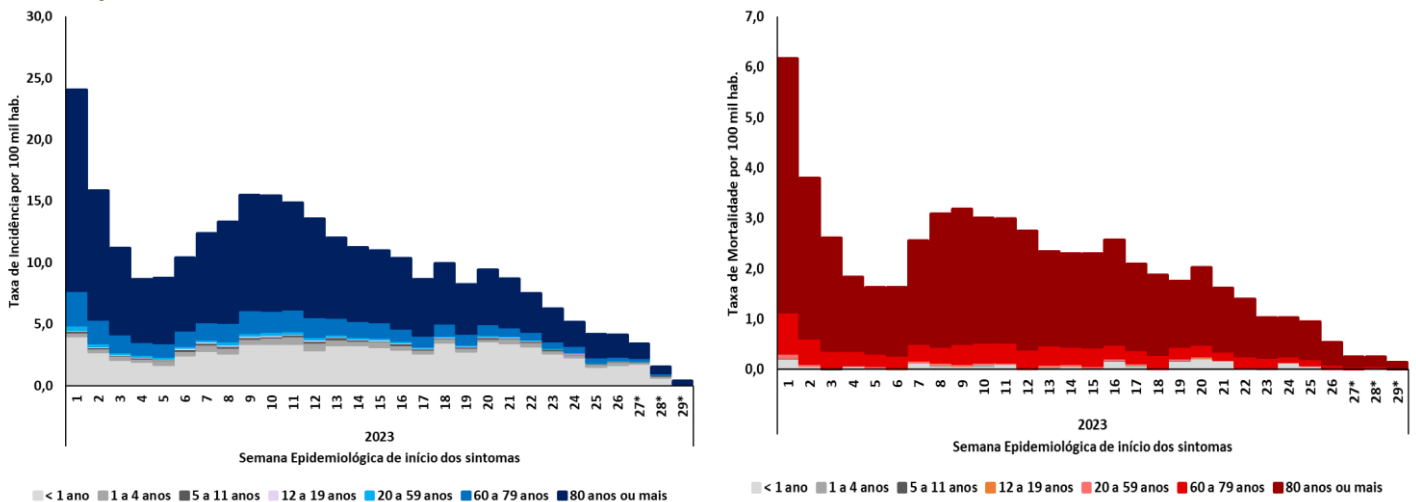 Taxa de Incidência por 100 mil hab.
30,0
25,0
20,0
15,0
10,0
5,0
0,0
1 2 3 4 5 6 7 8 9 10 11 12 13 14 15 16 17 18 19 20 21 22 23 24 25 26 27* 28* 29*
2023
Semana Epidemiológica de início dos sintomas
< 1 ano 1 a 4 anos 5 a 11 anos 12 a 19 anos 20 a 59 anos 60 a 79 anos 80 anos ou mais
Taxa de Mortalidade por 100 mil hab.
7,0
6,0
5,0
4,0
3,0
2,0
1,0
0,0
1 2 3 4 5 6 7 8 9 10 11 12 13 14 15 16 17 18 19 20 21 22 23 24 25 26 27* 28* 29*
2023
Semana Epidemiológica de início dos sintomas
< 1 ano 1 a 4 anos 5 a 11 anos 12 a 19 anos 20 a 59 anos 60 a 79 anos 80 anos ou mais